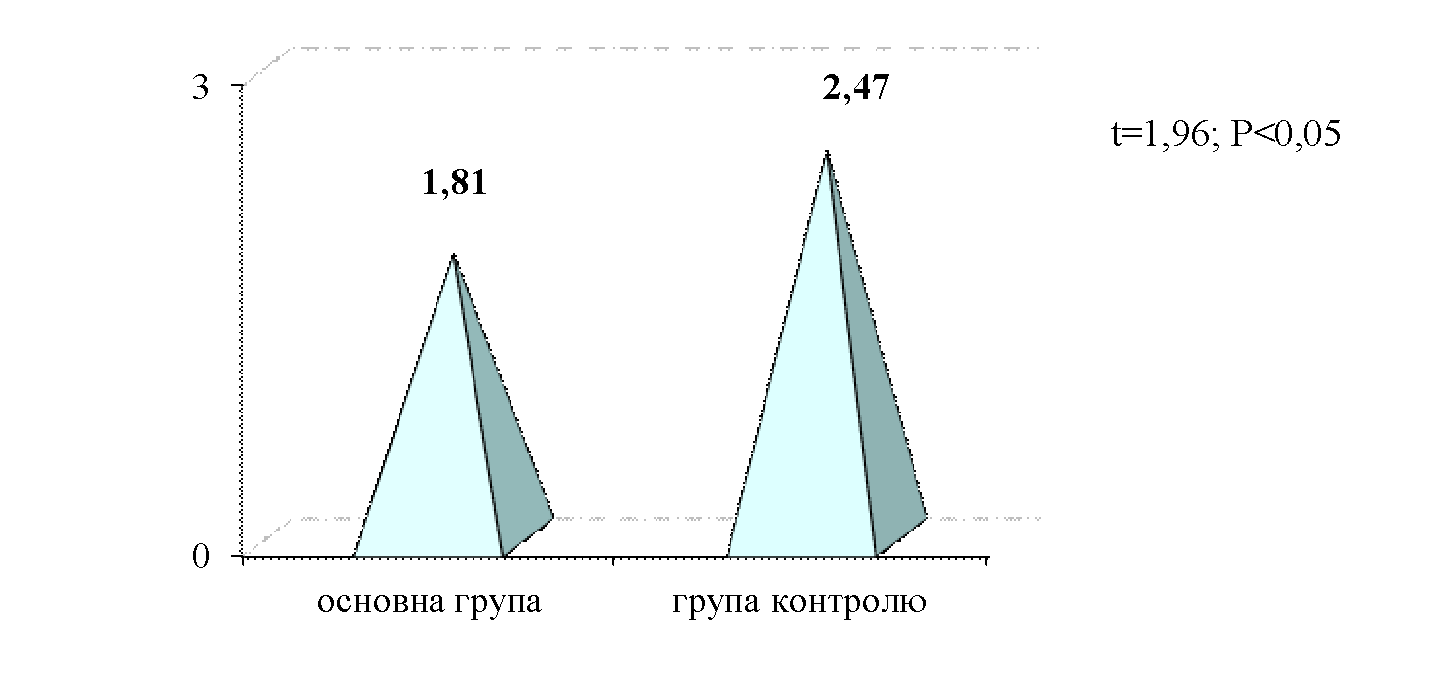 3
2,47
t=1,96; P<0,05
1,81
0
основна група
група контролю